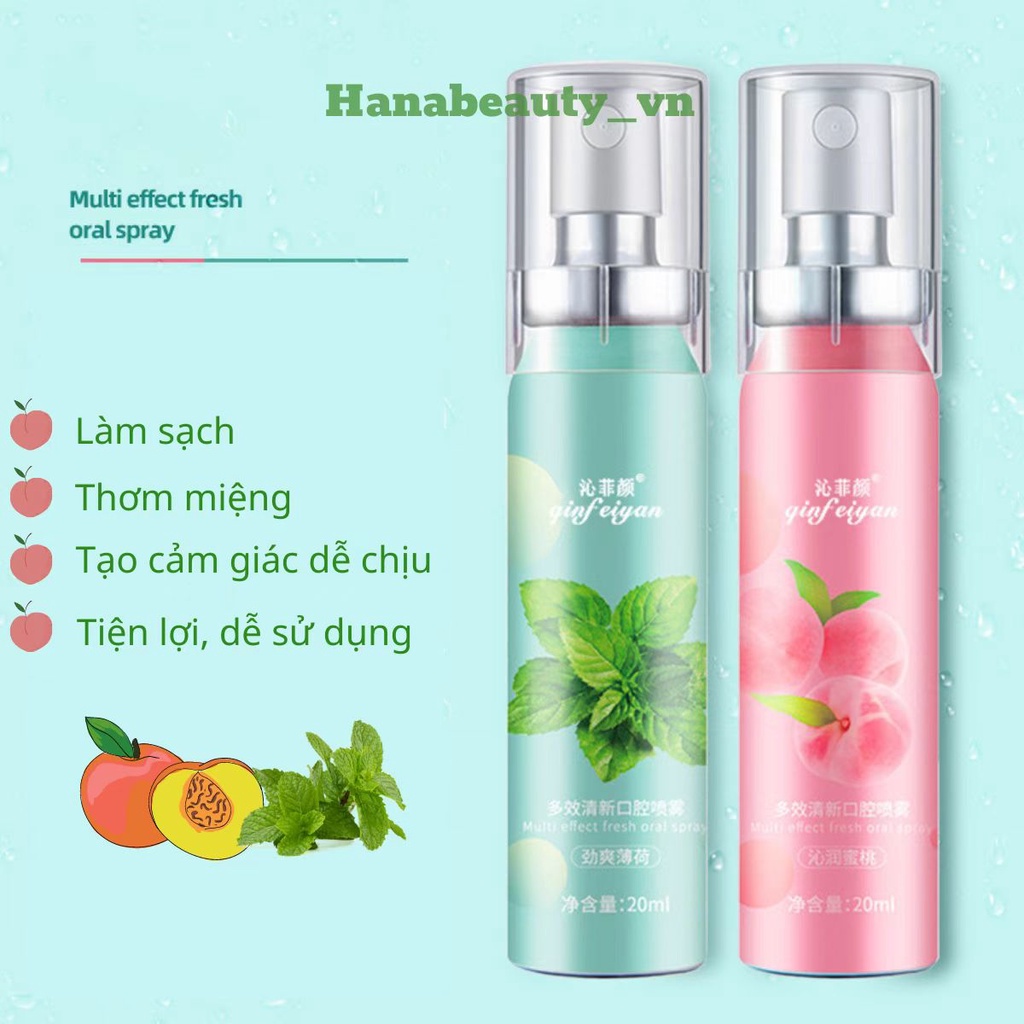 Hanabeauty_vn
Multi effect fresh
oral spray
Làm sạch
Thơm miệng
Tạo cảm giác dễ chịu
Tiện lợi, dễ sử dụng
沁菲颜®
qinfeiyan
多效清新口腔喷雾
Multi effect fresh oral spray
劲爽薄荷
净含量:20ml
沁菲颜®
qinfeiyan
多效清新口腔喷雾
Multi effect fresh oral spray
沁润蜜桃
净含量:20ml